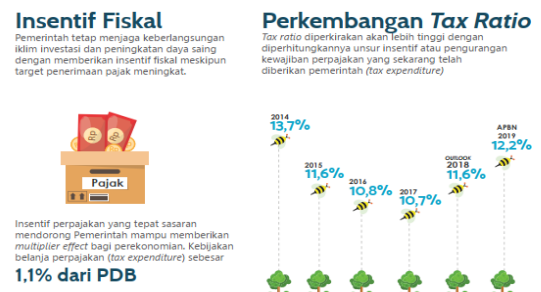 Insentif Fiskal
Pemerintah tetap menjaga keberlangsungan
iklim investasi dan peningkatan daya saing
dengan memberikan insentif fiskal meskipun
target penerimaan pajak meningkat.
Rp
Rp
Pajak
Insentif perpajakan yang tepat sasaran
mendorong Pemerintah mampu memberikan
multiplier effect bagi perekonomian. Kebijakan
belanja perpajakan (tax expenditure) sebesar
1,1% dari PDB
Perkembangan Tax Ratio
Tax ratio diperkirakan akan lebih tinggi dengan
diperhitungkannya unsur insentif atau pengurangan
kewajiban perpajakan yang sekarang telah
diberikan pemerintah (tax expenditure)
2014
13,7%
2015
11,6%
2016
10,8%
2017
10,7%
OUTLOOK
2018
11,6%
APBN
2019
12,2%